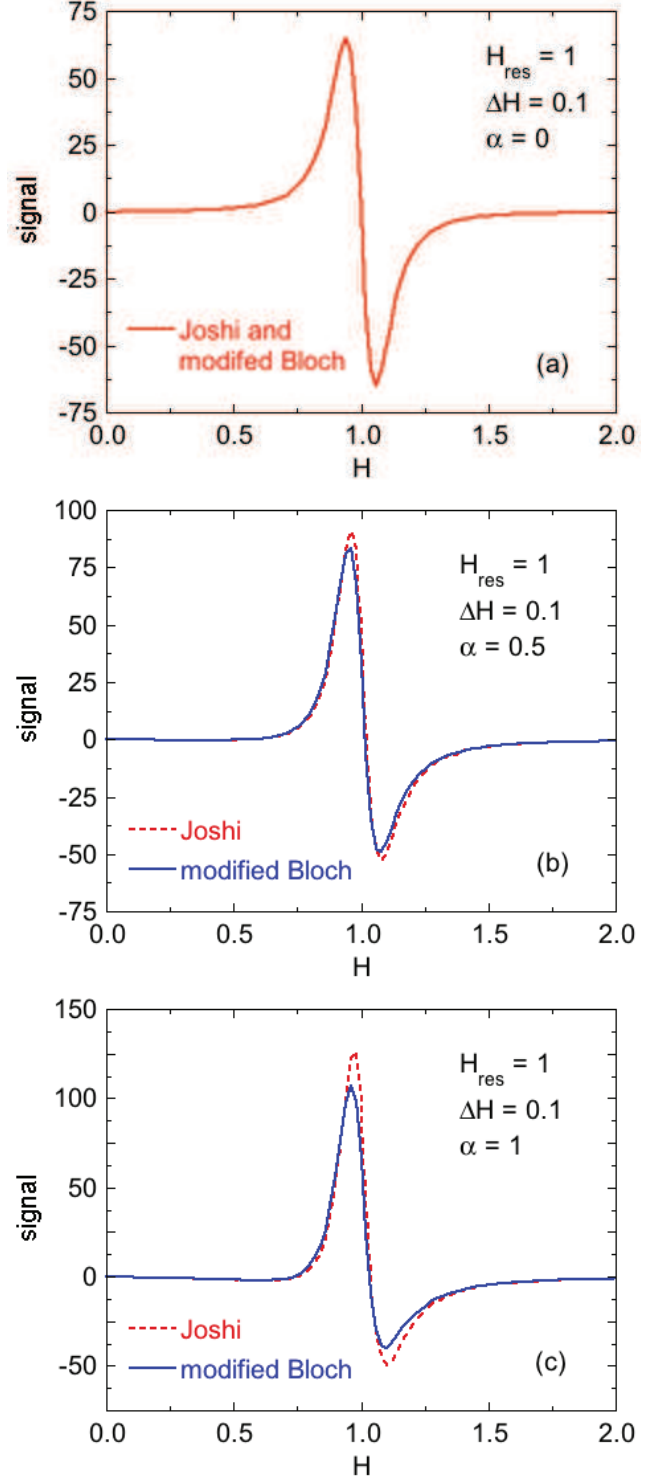 75
50
25
0
-25
-50
-75
signal
H_res = 1
ΔH = 0.1
α = 0
Joshi and
modifed Bloch
(a)
0.0 0.5 1.0 1.5 2.0
H
100
75
50
25
0
-25
-50
-75
signal
H_res = 1
ΔH = 0.1
α = 0.5
Joshi
modified Bloch
(b)
0.0 0.5 1.0 1.5 2.0
H
150
100
50
0
-50
signal
H_res = 1
ΔH = 0.1
α = 1
Joshi
modified Bloch
(c)
0.0 0.5 1.0 1.5 2.0
H